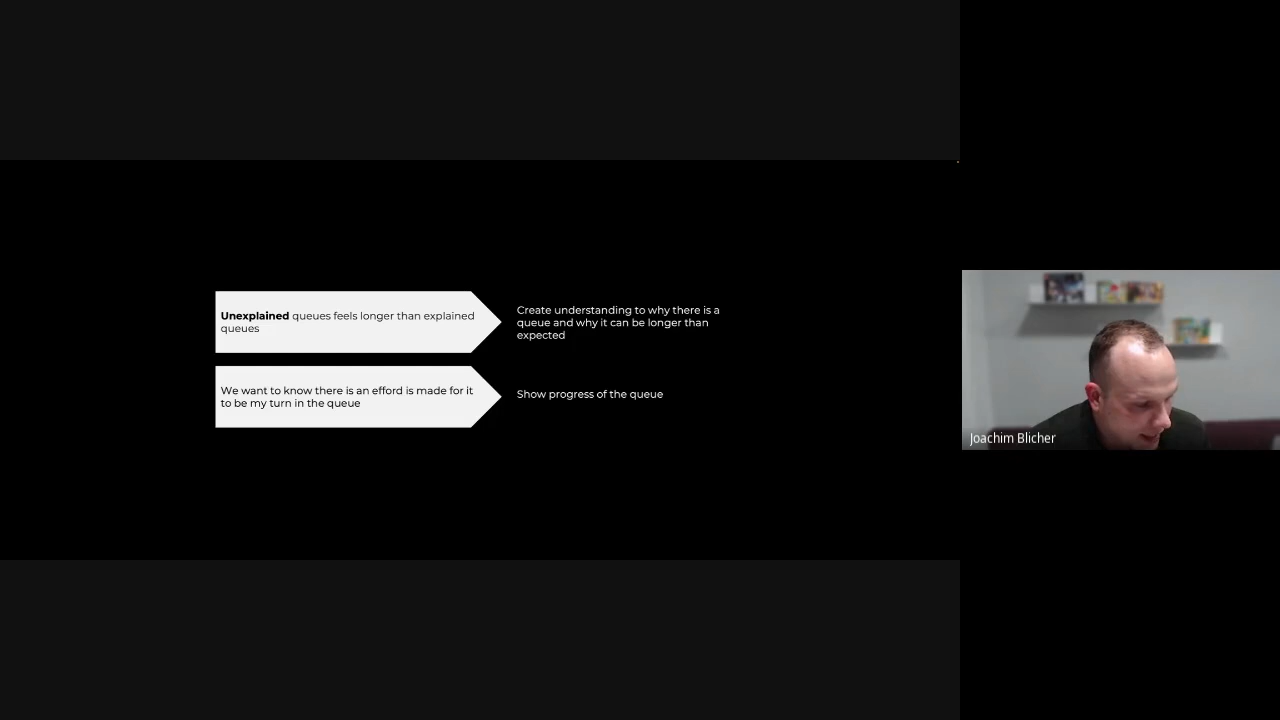 Unexplained queues feels longer than explained
queues
Create understanding to why there is a
queue and why it can be longer than
expected
We want to know there is an efford is made for it
to be my turn in the queue
Show progress of the queue
Joachim Blicher